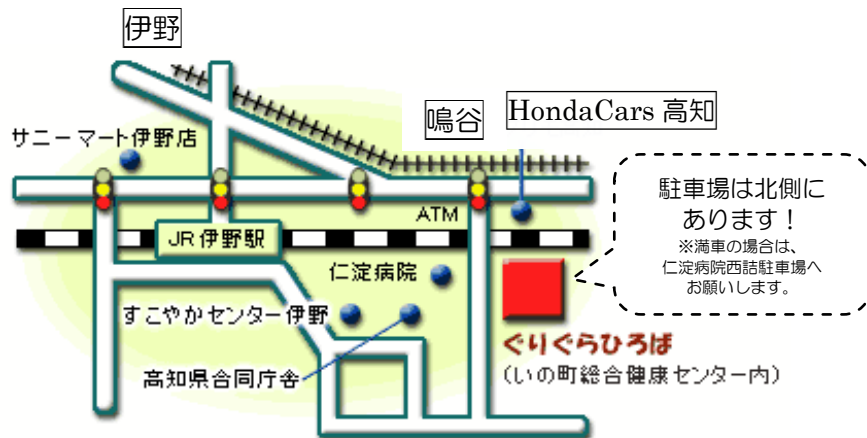 伊野
鳴谷
HondaCars 高知
サニーマート伊野店
駐車場は北側に
あります！
※満車の場合は、
仁淀病院西詰駐車場へ
お願いします。
ATM
JR伊野駅
仁淀病院
すこやかセンター伊野
高知県合同庁舎
ぐりぐらひろば
(いの町総合健康センター内)